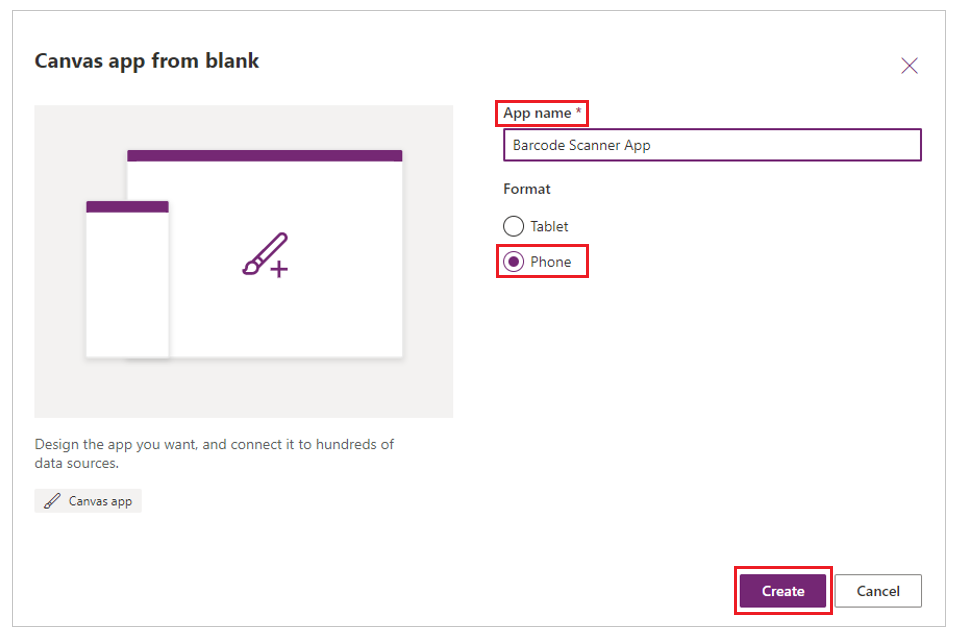 Canvas app from blank
App name *
Barcode Scanner App
Format
Tablet
Phone
Design the app you want, and connect it to hundreds of
data sources.
Canvas app
Create
Cancel